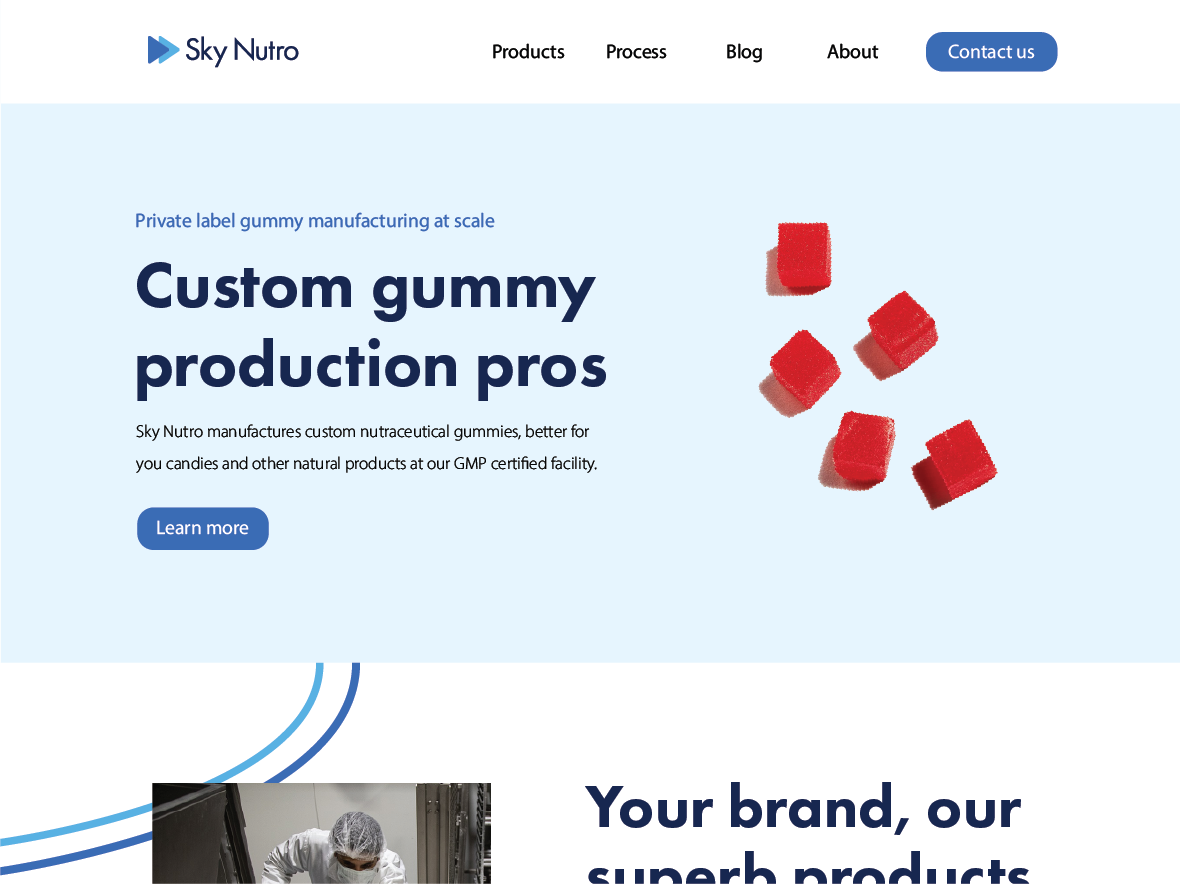 Sky Nutro
Products
Process
Blog
About
Contact us
Private label gummy manufacturing at scale
Custom gummy
production pros
Sky Nutro manufactures custom nutraceutical gummies, better for
you candies and other natural products at our GMP certified facility.
Learn more
Your brand, our
superb products